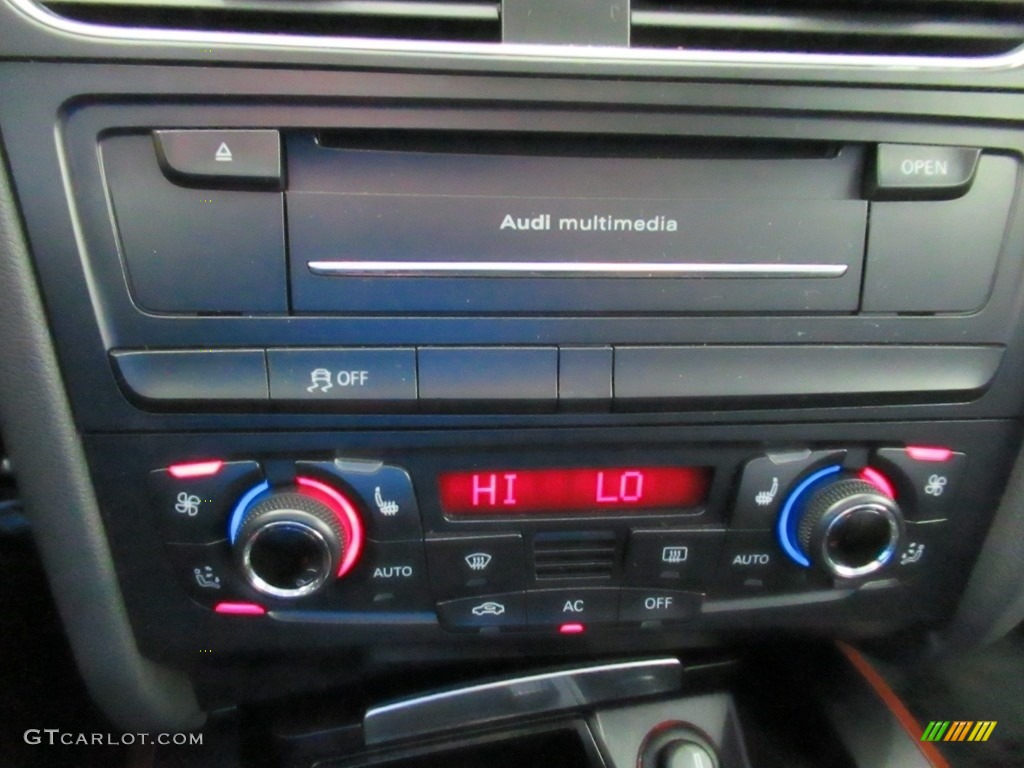 OPEN
Audi multimedia
OFF
HI LO
AUTO AUTO
AC OFF
GTCARLOT.COM